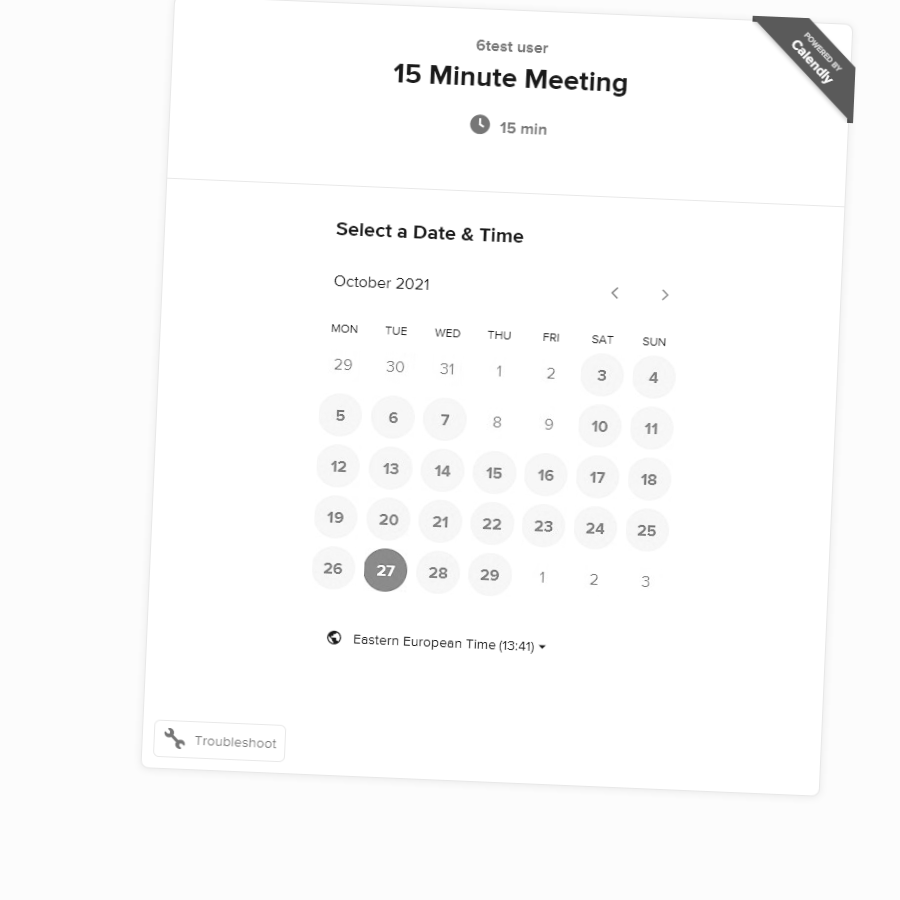 6test user
15 Minute Meeting
15 min
POWERED BY
Calendly
Select a Date & Time
October 2021
MON TUE WED THU FRI SAT SUN
29 30 31 1 2 3 4
5 6 7 8 9 10 11
12 13 14 15 16 17 18
19 20 21 22 23 24 25
26 27 28 29 1 2 3
Eastern European Time (13:41)
Troubleshoot